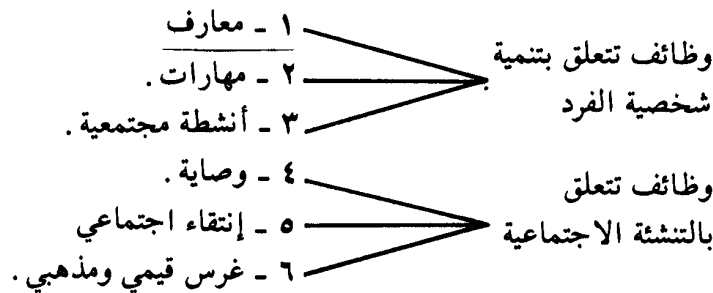 وظائف تتعلق بتنمية
شخصية الفرد
١ - معارف
٢ - مهارات .
٣ - أنشطة مجتمعية .
وظائف تتعلق
بالتنشئة الاجتماعية
٤ - وصاية .
٥ - إنتقاء اجتماعي
٦ - غرس قيمي ومذهبي .